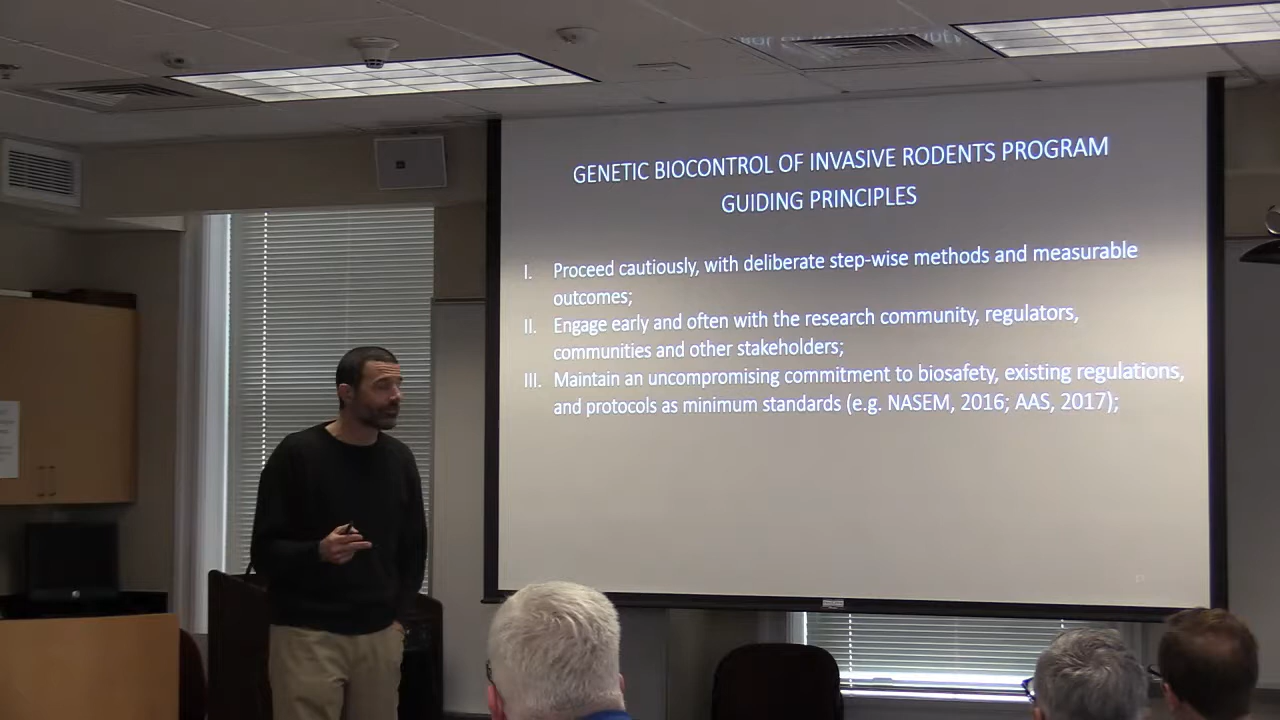 GENETIC BIOCONTROL OF INVASIVE RODENTS PROGRAM
GUIDING PRINCIPLES
I. Proceed cautiously, with deliberate step-wise methods and measurable
outcomes;
II. Engage early and often with the research community, regulators,
communities and other stakeholders;
III. Maintain an uncompromising commitment to biosafety, existing regulations,
and protocols as minimum standards (e.g. NASEM, 2016; AAS, 2017);